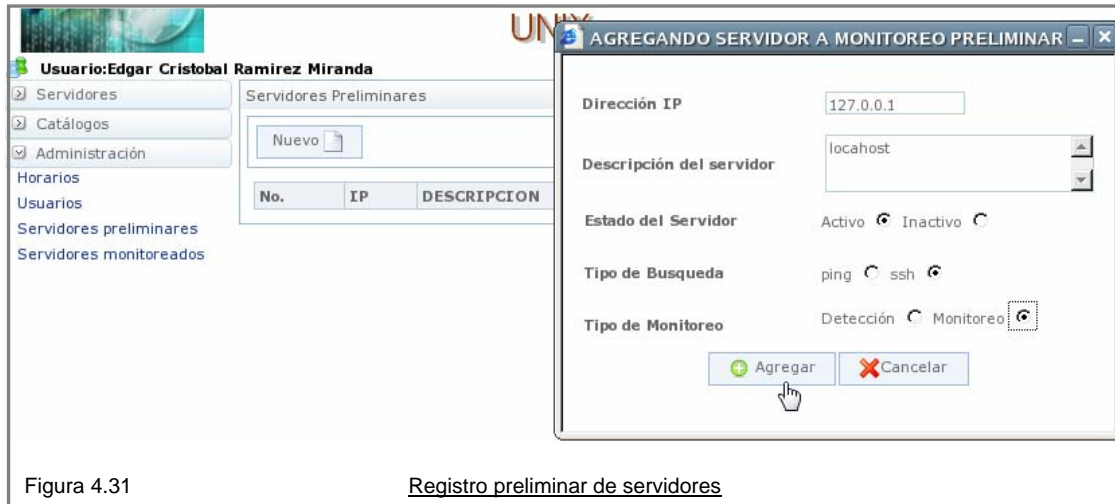 UNIX
Usuario:Edgar Cristobal Ramirez Miranda
Servidores
Catálogos
Administración
Horarios
Usuarios
Servidores preliminares
Servidores monitoreados
Servidores Preliminares
Nuevo
No. IP DESCRIPCION
AGREGANDO SERVIDOR A MONITOREO PRELIMINAR
Dirección IP 127.0.0.1
Descripción del servidor locahost
Estado del Servidor Activo Inactivo
Tipo de Busqueda ping ssh
Tipo de Monitoreo Detección Monitoreo
Agregar Cancelar
Figura 4.31 Registro preliminar de servidores